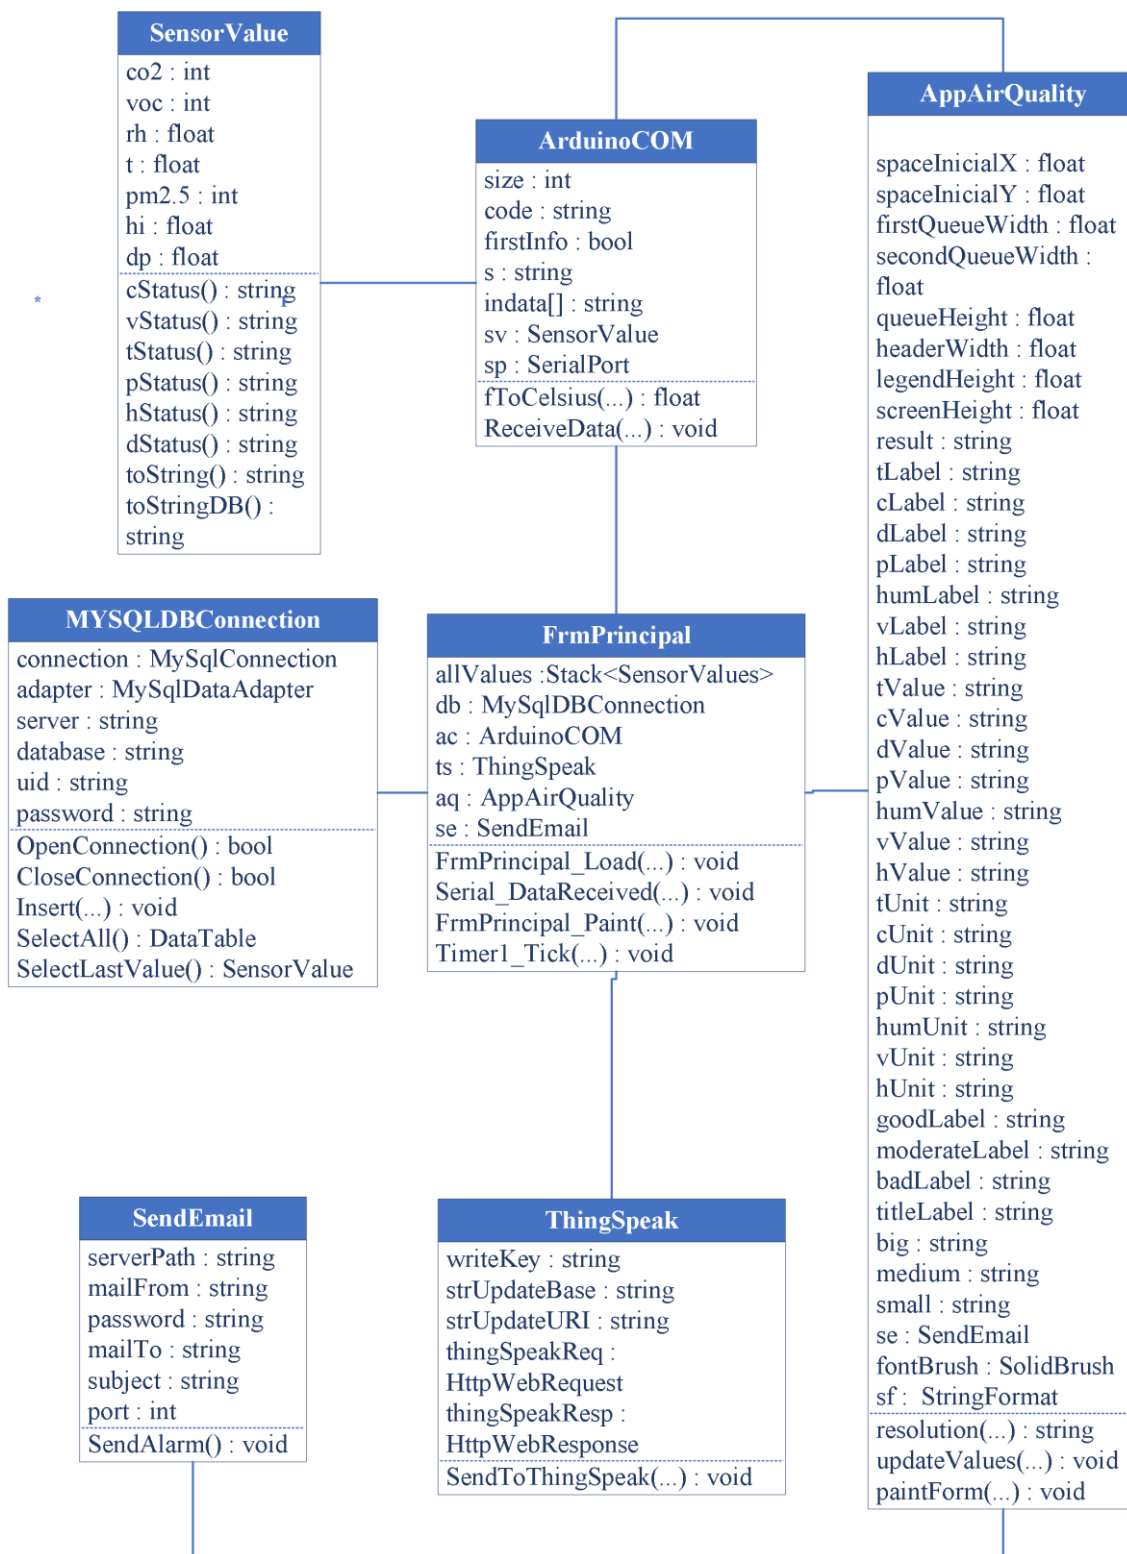 SensorValue
co2 : int
voc : int
rh : float
t : float
pm2.5 : int
hi : float
dp : float
cStatus() : string
vStatus() : string
tStatus() : string
pStatus() : string
hStatus() : string
dStatus() : string
toString() : string
toStringDB() :
string
*
ArduinoCOM
size : int
code : string
firstInfo : bool
s : string
indata[] : string
sv : SensorValue
sp : SerialPort
fToCelsius(...) : float
ReceiveData(...) : void
AppAirQuality
spaceInicialX : float
spaceInicialY : float
firstQueueWidth : float
secondQueueWidth :
float
queueHeight : float
headerWidth : float
legendHeight : float
screenHeight : float
result : string
tLabel : string
cLabel : string
dLabel : string
pLabel : string
humLabel : string
vLabel : string
hLabel : string
tValue : string
cValue : string
dValue : string
pValue : string
humValue : string
vValue : string
hValue : string
tUnit : string
cUnit : string
dUnit : string
pUnit : string
humUnit : string
vUnit : string
hUnit : string
goodLabel : string
moderateLabel : string
badLabel : string
titleLabel : string
big : string
medium : string
small : string
se : SendEmail
fontBrush : SolidBrush
sf : StringFormat
resolution(...) : string
updateValues(...) : void
paintForm(...) : void
MYSQLDBConnection
connection : MySqlConnection
adapter : MySqlDataAdapter
server : string
database : string
uid : string
password : string
OpenConnection() : bool
CloseConnection() : bool
Insert(...) : void
SelectAll() : DataTable
SelectLastValue() : SensorValue
FrmPrincipal
allValues :Stack<SensorValues>
db : MySqlDBConnection
ac : ArduinoCOM
ts : ThingSpeak
aq : AppAirQuality
se : SendEmail
FrmPrincipal_Load(...) : void
Serial_DataReceived(...) : void
FrmPrincipal_Paint(...) : void
Timer1_Tick(...) : void
SendEmail
serverPath : string
mailFrom : string
password : string
mailTo : string
subject : string
port : int
SendAlarm() : void
ThingSpeak
writeKey : string
strUpdateBase : string
strUpdateURI : string
thingSpeakReq :
HttpWebRequest
thingSpeakResp :
HttpWebResponse
SendToThingSpeak(...) : void